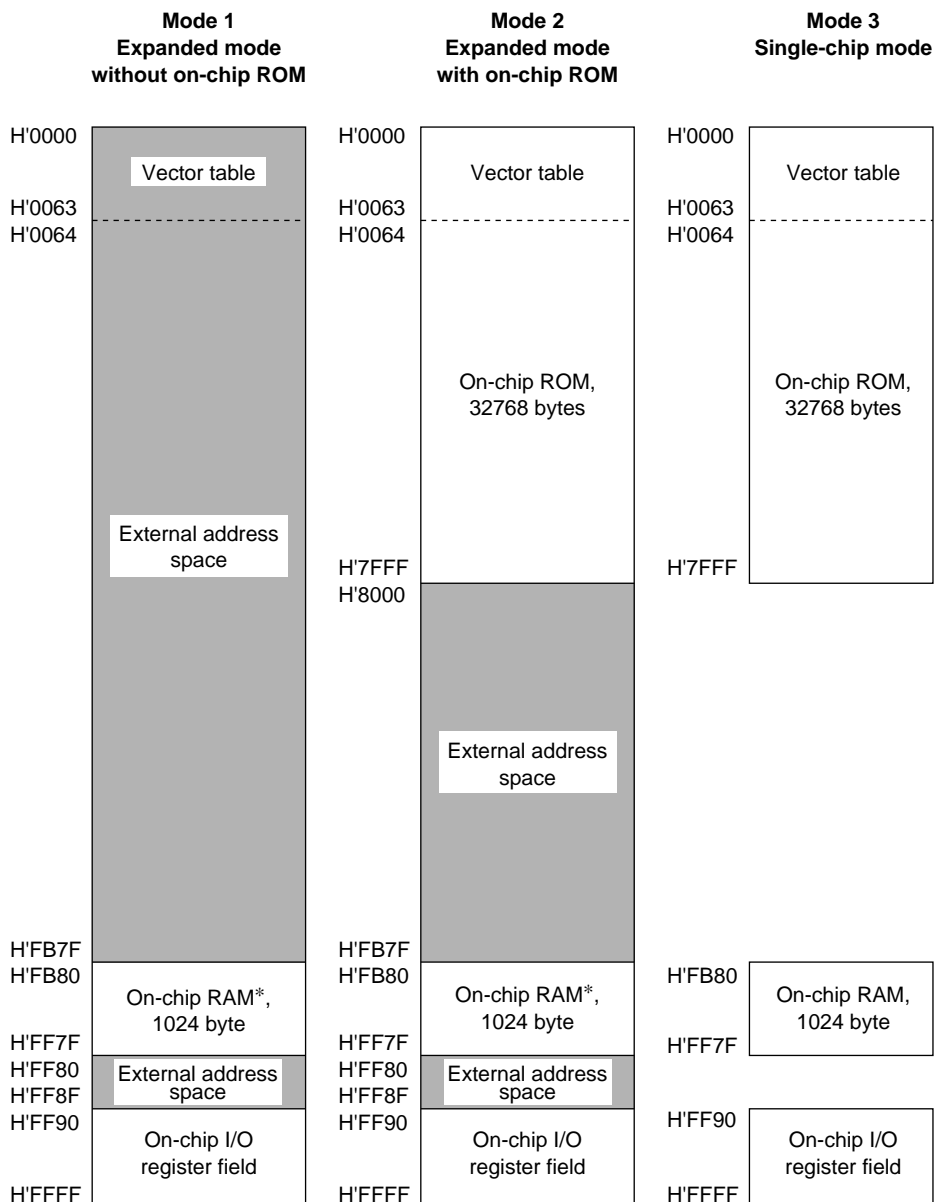 Mode 1
Expanded mode
without on-chip ROM
H'0000
Vector table
H'0063
H'0064
External address
space
H'FB7F
H'FB80
On-chip RAM*,
1024 byte
H'FF7F
H'FF80
External address
space
H'FF8F
H'FF90
On-chip I/O
register field
H'FFFF
Mode 2
Expanded mode
with on-chip ROM
H'0000
Vector table
H'0063
H'0064
On-chip ROM,
32768 bytes
H'7FFF
H'8000
External address
space
H'FB7F
H'FB80
On-chip RAM*,
1024 byte
H'FF7F
H'FF80
External address
space
H'FF8F
H'FF90
On-chip I/O
register field
H'FFFF
Mode 3
Single-chip mode
H'0000
Vector table
H'0063
H'0064
On-chip ROM,
32768 bytes
H'7FFF
H'FB80
On-chip RAM,
1024 byte
H'FF7F
H'FF90
On-chip I/O
register field
H'FFFF